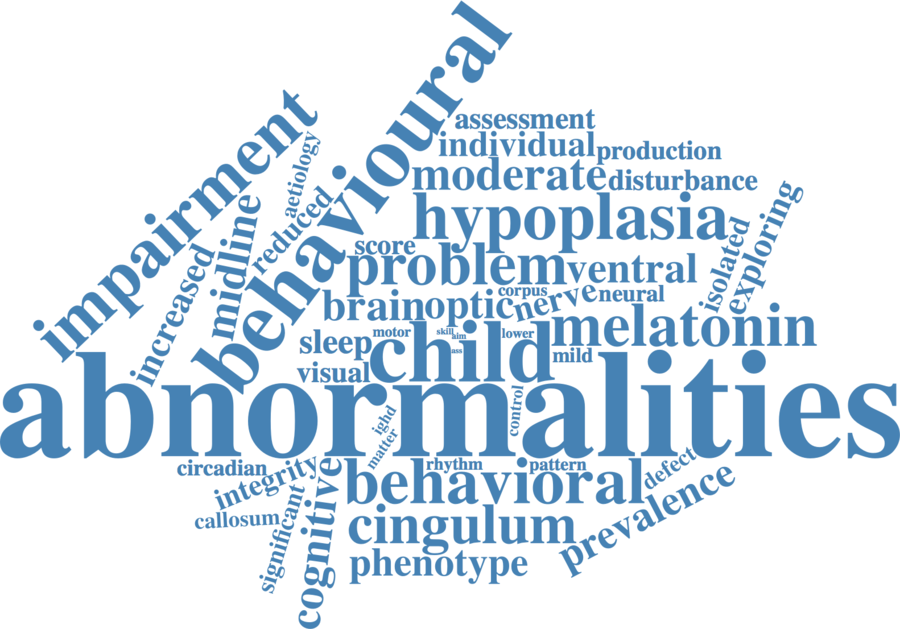 behavioural
impairment
assessment
individual
production
aetiology
moderate
disturbance
reduced
midline
hypoplasia
exploring
isolated
increased
score
problem
ventral
corpus
brain
optic
nerve
neural
melatonin
sleep
motor
child
skill
aim
ass
lower
mild
visual
abnormalities
control
ighd
matter
circadian
integrity
rhythm
pattern
behavioral
defect
callosum
significant
cognitive
cingulum
prevalence
phenotype